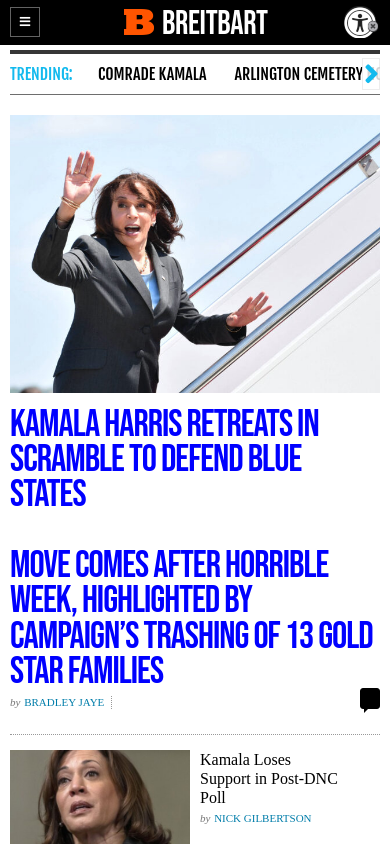 B BREITBART
TRENDING:
COMRADE KAMALA
ARLINGTON CEMETERY
KAMALA HARRIS RETREATS IN
SCRAMBLE TO DEFEND BLUE
STATES
MOVE COMES AFTER HORRIBLE
WEEK, HIGHLIGHTED BY
CAMPAIGN’S TRASHING OF 13 GOLD
STAR FAMILIES
by BRADLEY JAYE
Kamala Loses
Support in Post-DNC
Poll
by NICK GILBERTSON